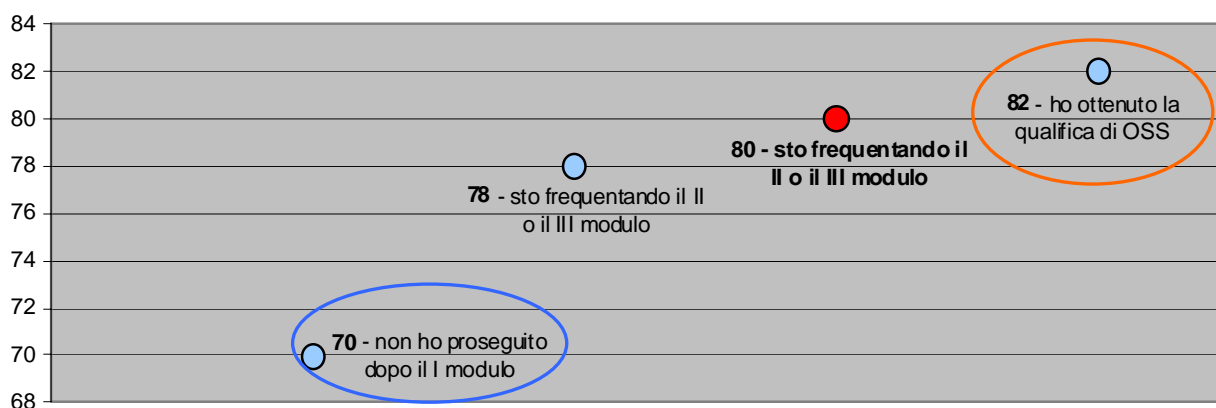 84
82
80
78
76
74
72
70
68
82 - ho ottenuto la
qualifica di OSS
80 - sto frequentando il
II o il III modulo
78 - sto frequentando il II
o il III modulo
70 - non ho proseguito
dopo il I modulo